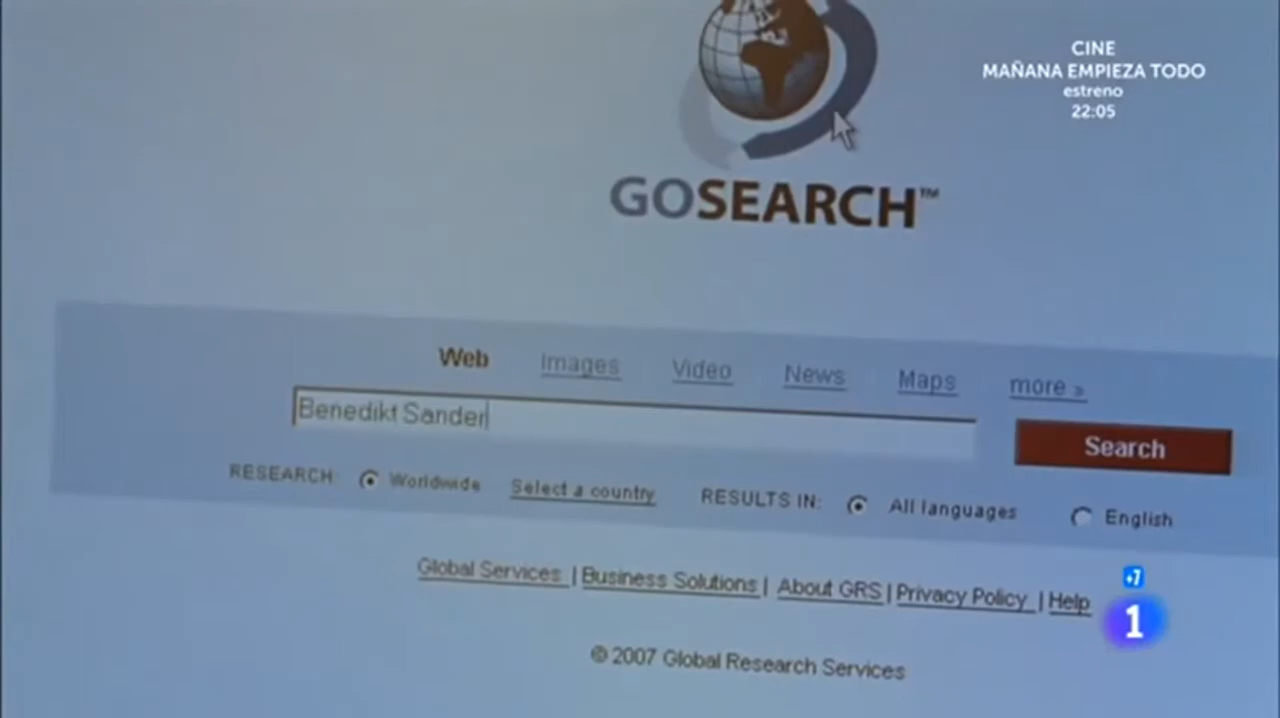 CINE
MAÑANA EMPIEZA TODO
estreno
22:05
GOSEARCH™
Web Images Video News Maps more »
Benedikt Sander
Search
RESEARCH: Worldwide Select a country RESULTS IN: All languages English
Global Services | Business Solutions | About GRS | Privacy Policy | Help
+7
1
© 2007 Global Research Services